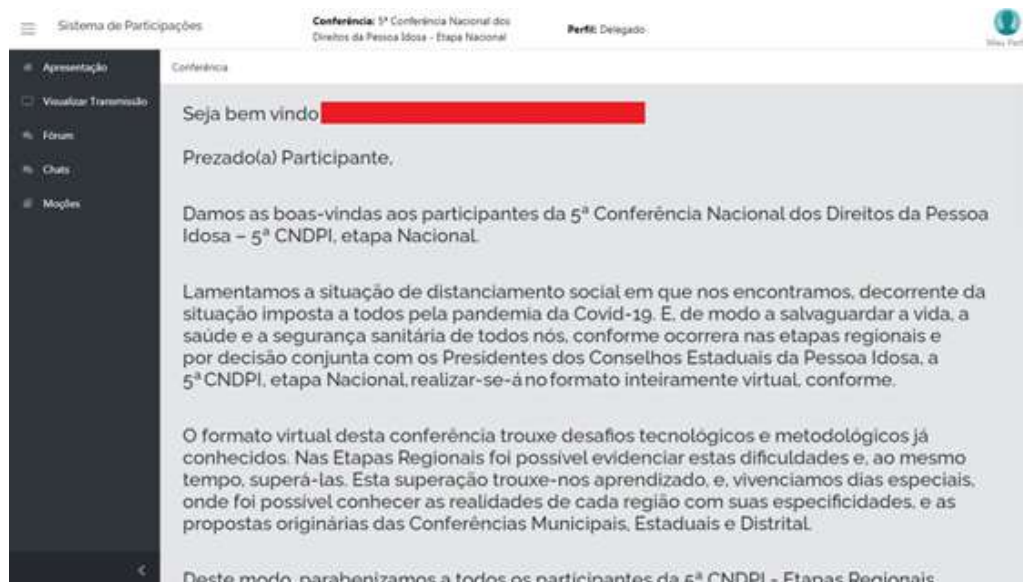 Sistema de Participações
Conferência: 5ª Conferência Nacional dos
Direitos da Pessoa Idosa - Etapa Nacional
Perfil: Delegado
Meu Perfil
Apresentação
Visualizar Transmissão
Fórum
Chats
Moções
Conferência
Seja bem vindo
Prezado(a) Participante,
Damos as boas-vindas aos participantes da 5ª Conferência Nacional dos Direitos da Pessoa
Idosa – 5ª CNDPI, etapa Nacional.
Lamentamos a situação de distanciamento social em que nos encontramos, decorrente da
situação imposta a todos pela pandemia da Covid-19. E, de modo a salvaguardar a vida, a
saúde e a segurança sanitária de todos nós, conforme ocorrera nas etapas regionais e
por decisão conjunta com os Presidentes dos Conselhos Estaduais da Pessoa Idosa, a
5ª CNDPI, etapa Nacional, realizar-se-á no formato inteiramente virtual, conforme.
O formato virtual desta conferência trouxe desafios tecnológicos e metodológicos já
conhecidos. Nas Etapas Regionais foi possível evidenciar estas dificuldades e, ao mesmo
tempo, superá-las. Esta superação trouxe-nos aprendizado, e, vivenciamos dias especiais,
onde foi possível conhecer as realidades de cada região com suas especificidades, e as
propostas originárias das Conferências Municipais, Estaduais e Distrital.
Deste modo, parabenizamos a todos os participantes da 5ª CNDPI - Etapas Regionais